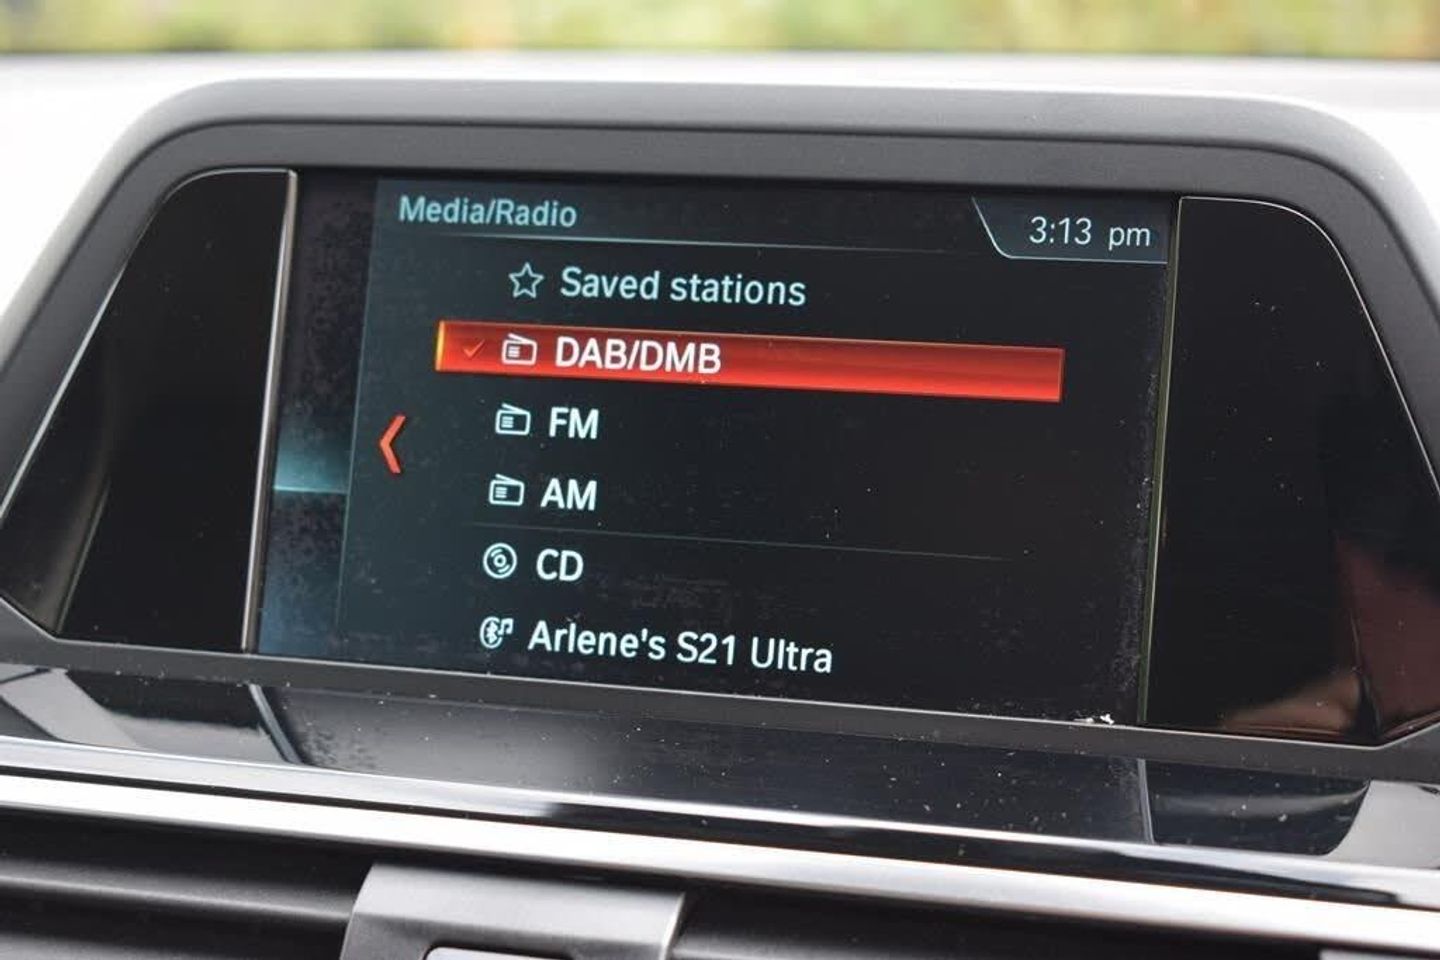 Media/Radio
3:13 pm
Saved stations
DAB/DMB
FM
AM
CD
Arlene's S21 Ultra